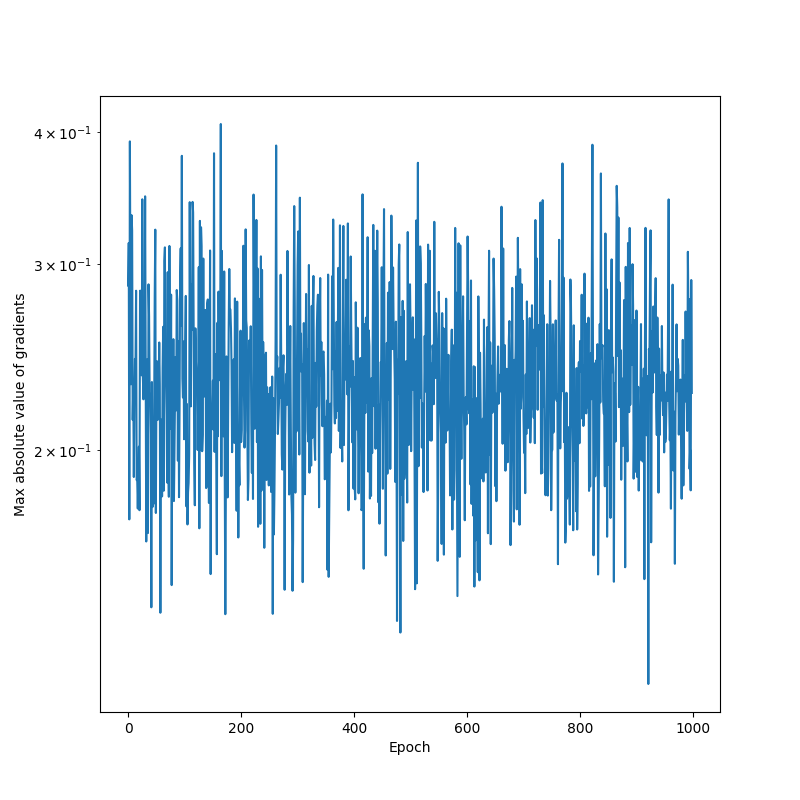 Max absolute value of gradients
4 × 10⁻¹
3 × 10⁻¹
2 × 10⁻¹
0 200 400 600 800 1000
Epoch